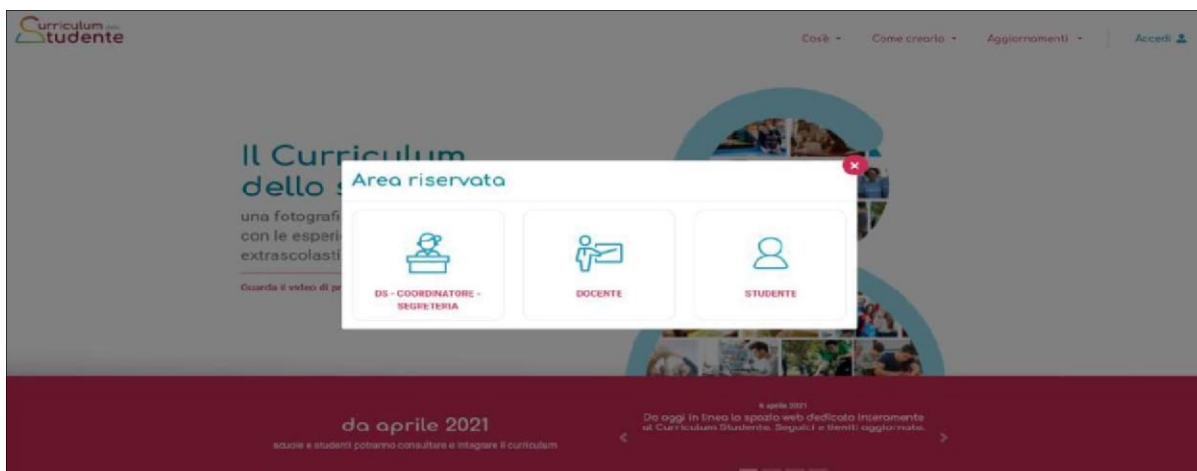 Curriculum dello
Studente
Cos'è
Come crearlo
Aggiornamenti
Accedi
Il Curriculum
dello s
una fotografi
con le esperi
extrascolasti
Guarda il video di pr
Area riservata
DS - COORDINATORE -
SEGRETERIA
DOCENTE
STUDENTE
da aprile 2021
scuole e studenti potranno consultare e integrare il curriculum
6 aprile 2021
Da oggi in linea lo spazio web dedicato interamente
al Curriculum Studente. Seguici e tieniti aggiornato.